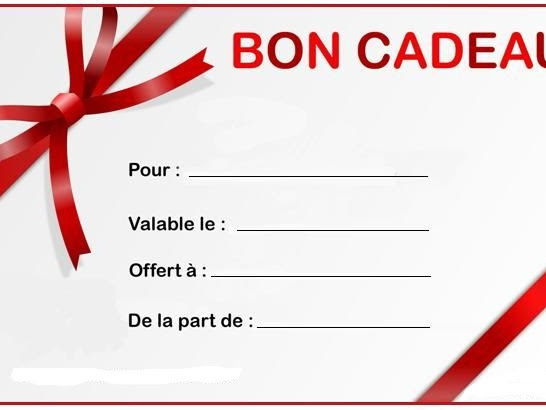 BON CADEAU
Pour :
Valable le :
Offert à :
De la part de :